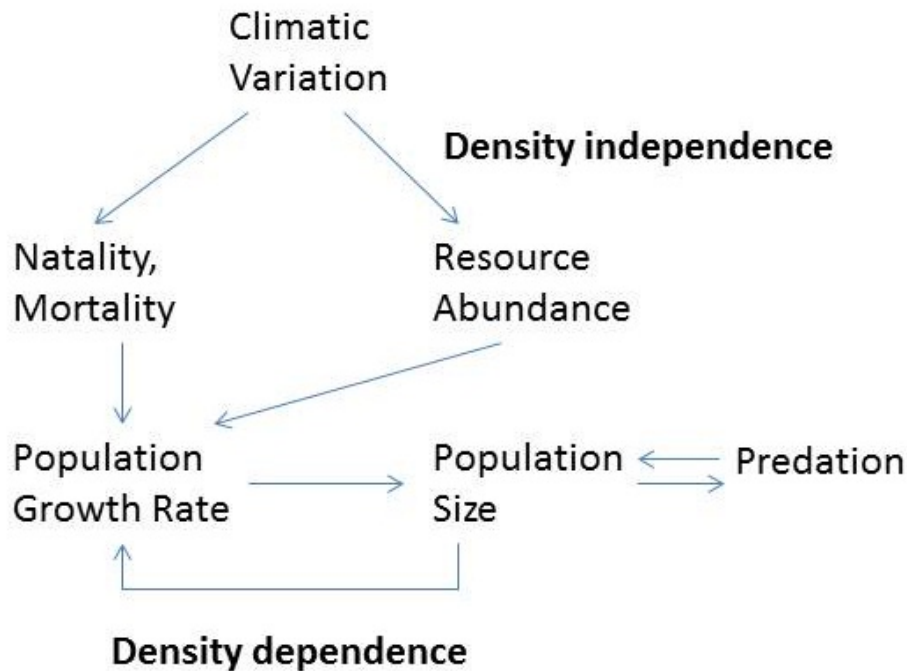 Climatic
Variation
Density independence
Natality,
Mortality
Resource
Abundance
Population
Growth Rate
Population
Size
Predation
Density dependence